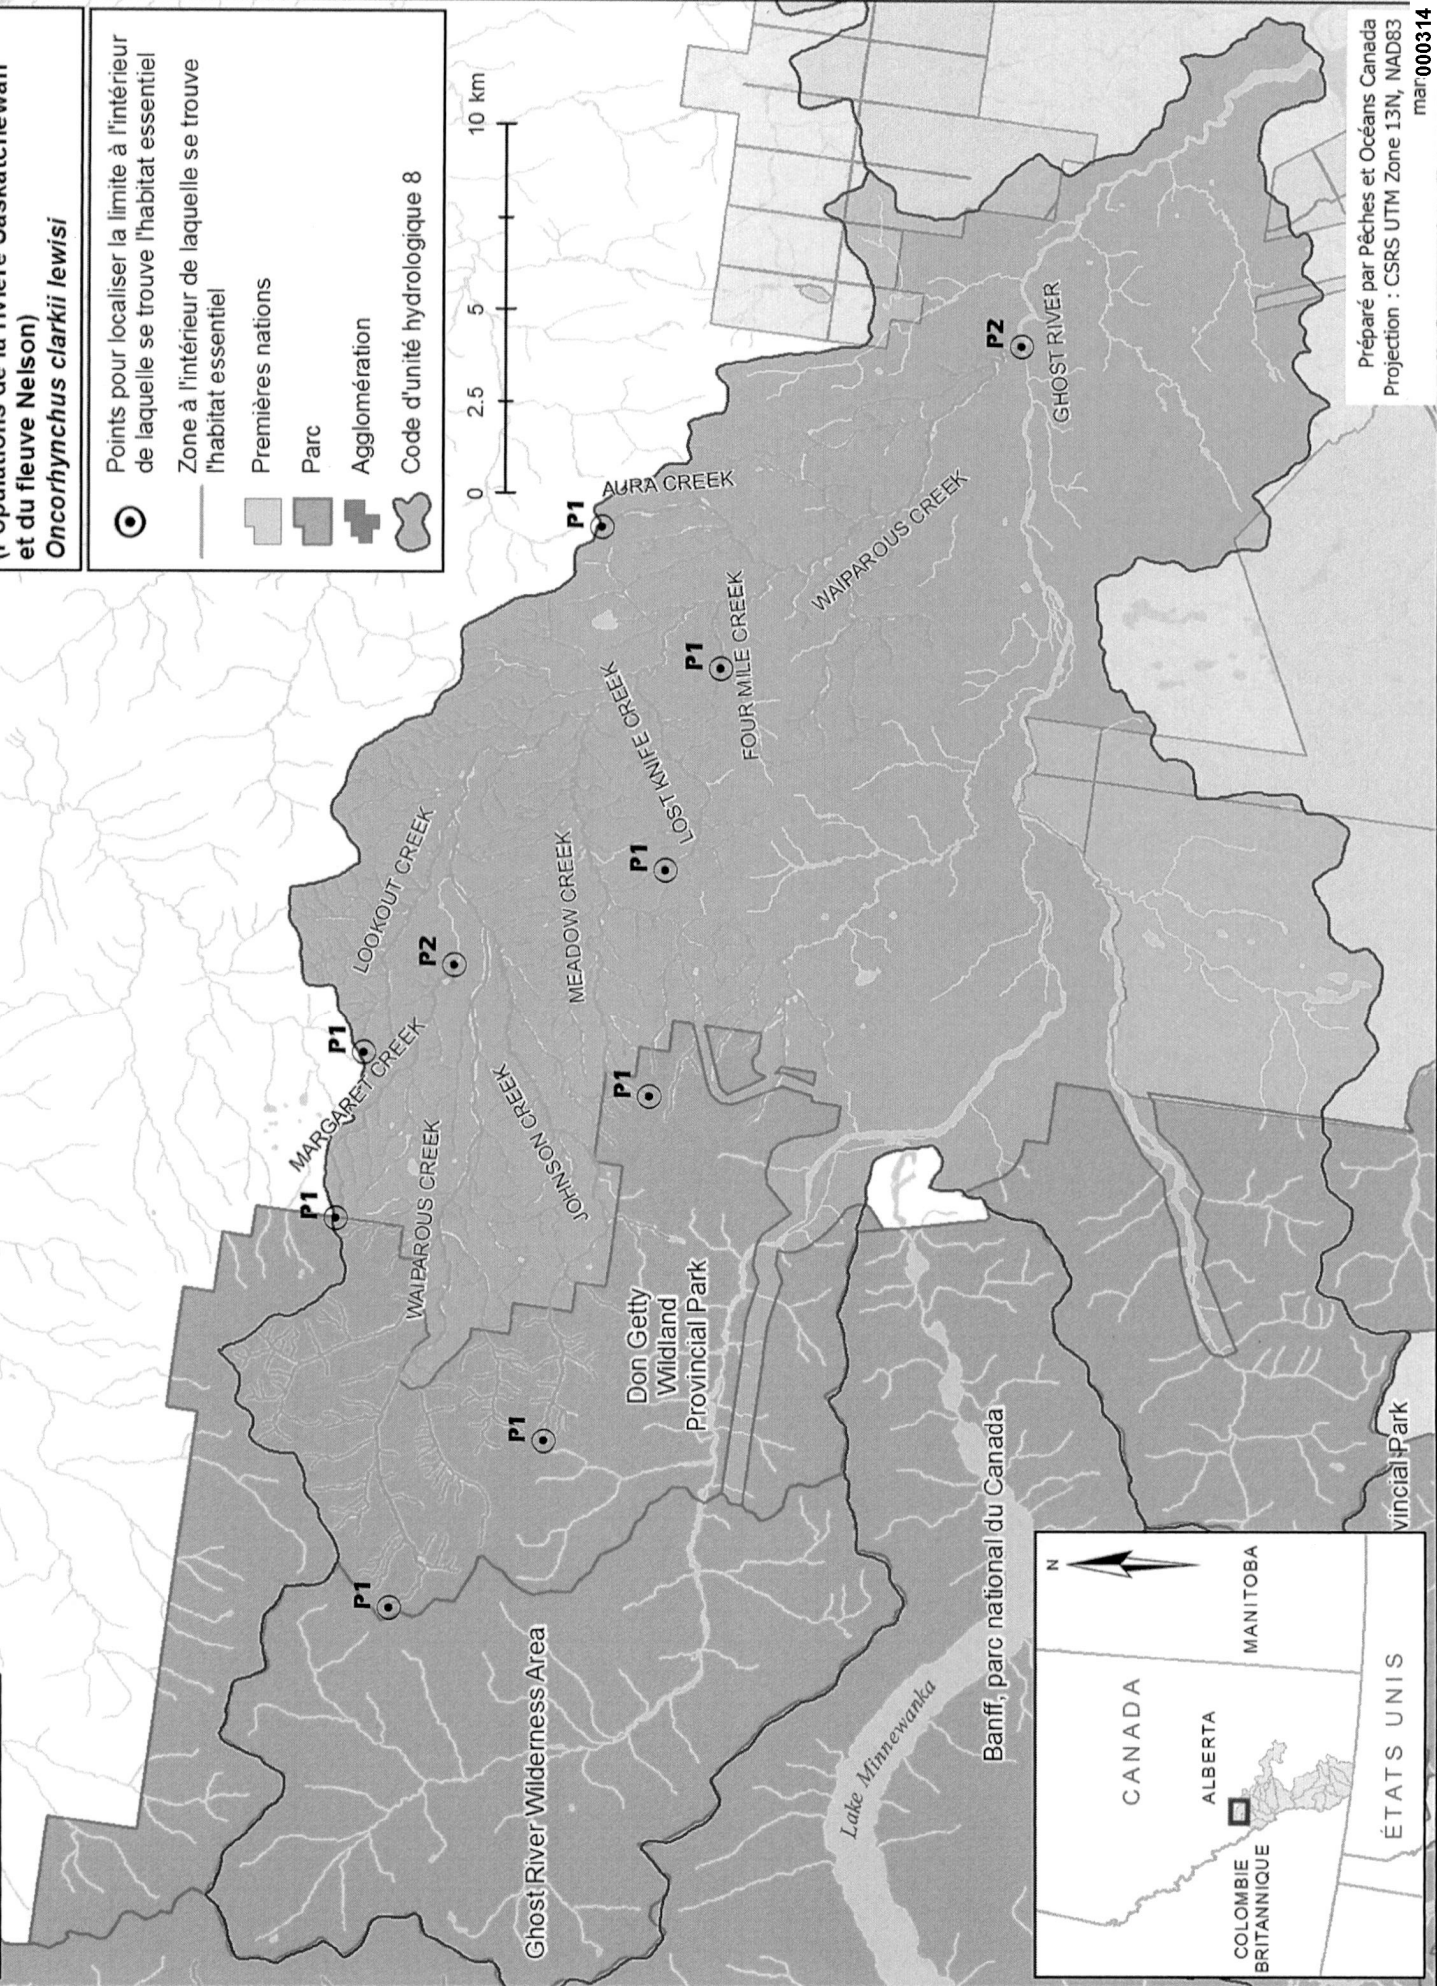 et du fleuve Nelson)
Oncorhynchus clarkii lewisi
Points pour localiser la limite à l'intérieur
de laquelle se trouve l'habitat essentiel
Zone à l'intérieur de laquelle se trouve
l'habitat essentiel
Premières nations
Parc
Agglomération
Code d'unité hydrologique 8
0
2.5
5
10 km
P1
AURA CREEK
P1
FOUR MILE CREEK
LOST KNIFE CREEK
P1
WAIPAROUS CREEK
P2
GHOST RIVER
LOOKOUT CREEK
P2
MEADOW CREEK
P1
MARGARET CREEK
P1
JOHNSON CREEK
WAIPAROUS CREEK
P1
P1
P1
Don Getty
Wildland
Provincial Park
Ghost River Wilderness Area
Lake Minnewanka
Banff, parc national du Canada
vincial Park
N
CANADA
ALBERTA
MANITOBA
COLOMBIE
BRITANNIQUE
ÉTATS UNIS
Préparé par Pêches et Océans Canada
Projection : CSRS UTM Zone 13N, NAD83
mar
000314